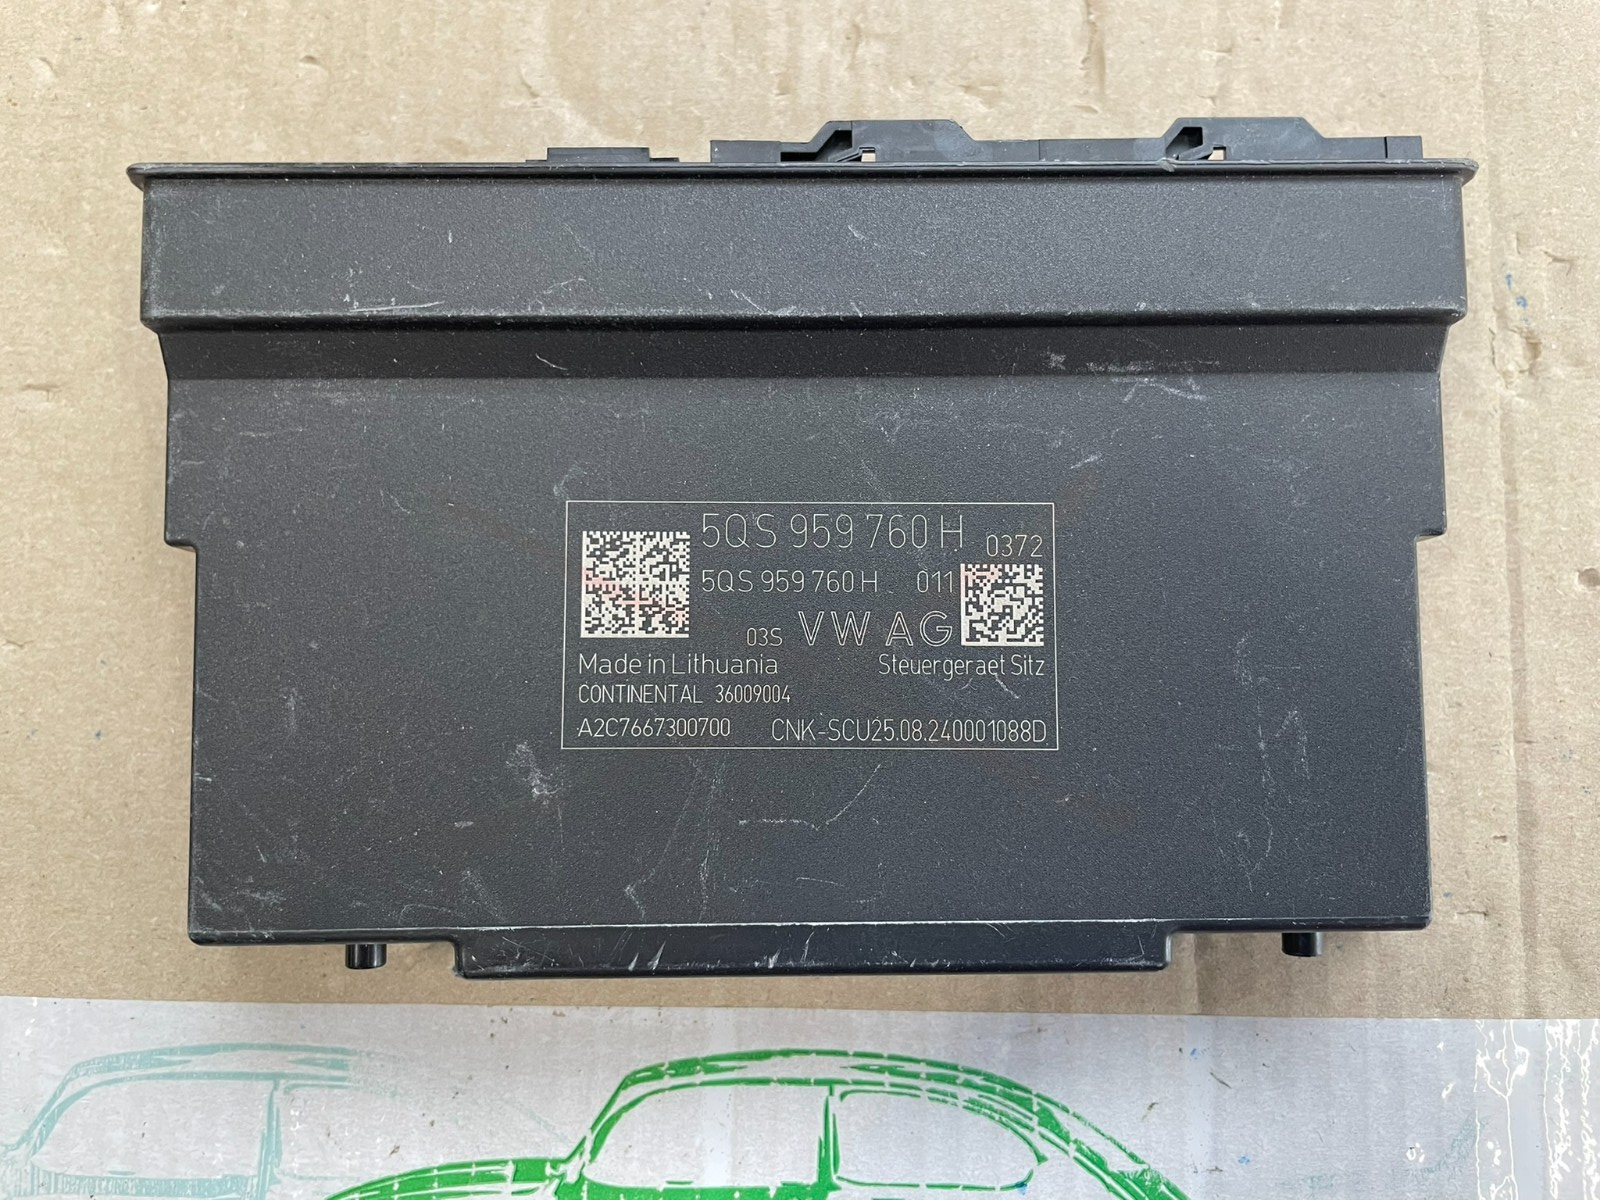 5QS 959 760 H 0372
5QS 959 760 H 011
03S VW AG
Made in Lithuania Steuergeraet Sitz
CONTINENTAL 36009004
A2C7667300700 CNK-SCU25.08.240001088D